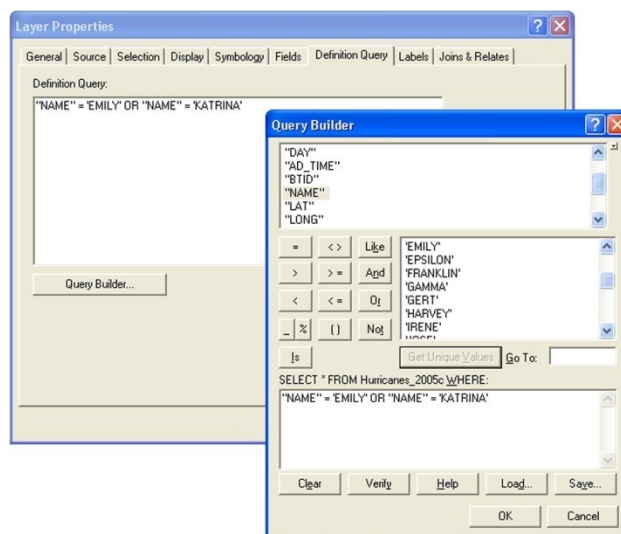 Layer Properties
General Source Selection Display Symbology Fields Definition Query Labels Joins & Relates
Definition Query:
"NAME" = 'EMILY' OR "NAME" = 'KATRINA'
Query Builder...
Query Builder
"DAY"
"AD_TIME"
"BTID"
"NAME"
"LAT"
"LONG"
= < > Like
> > = And
< < = Or
_ % ( ) Not
Is
'EMILY'
'EPSILON'
'FRANKLIN'
'GAMMA'
'GERT'
'HARVEY'
'IRENE'
Get Unique Values Go To:
SELECT * FROM Hurricanes_2005c WHERE:
"NAME" = 'EMILY' OR "NAME" = 'KATRINA'
Clear Verify Help Load... Save...
OK Cancel